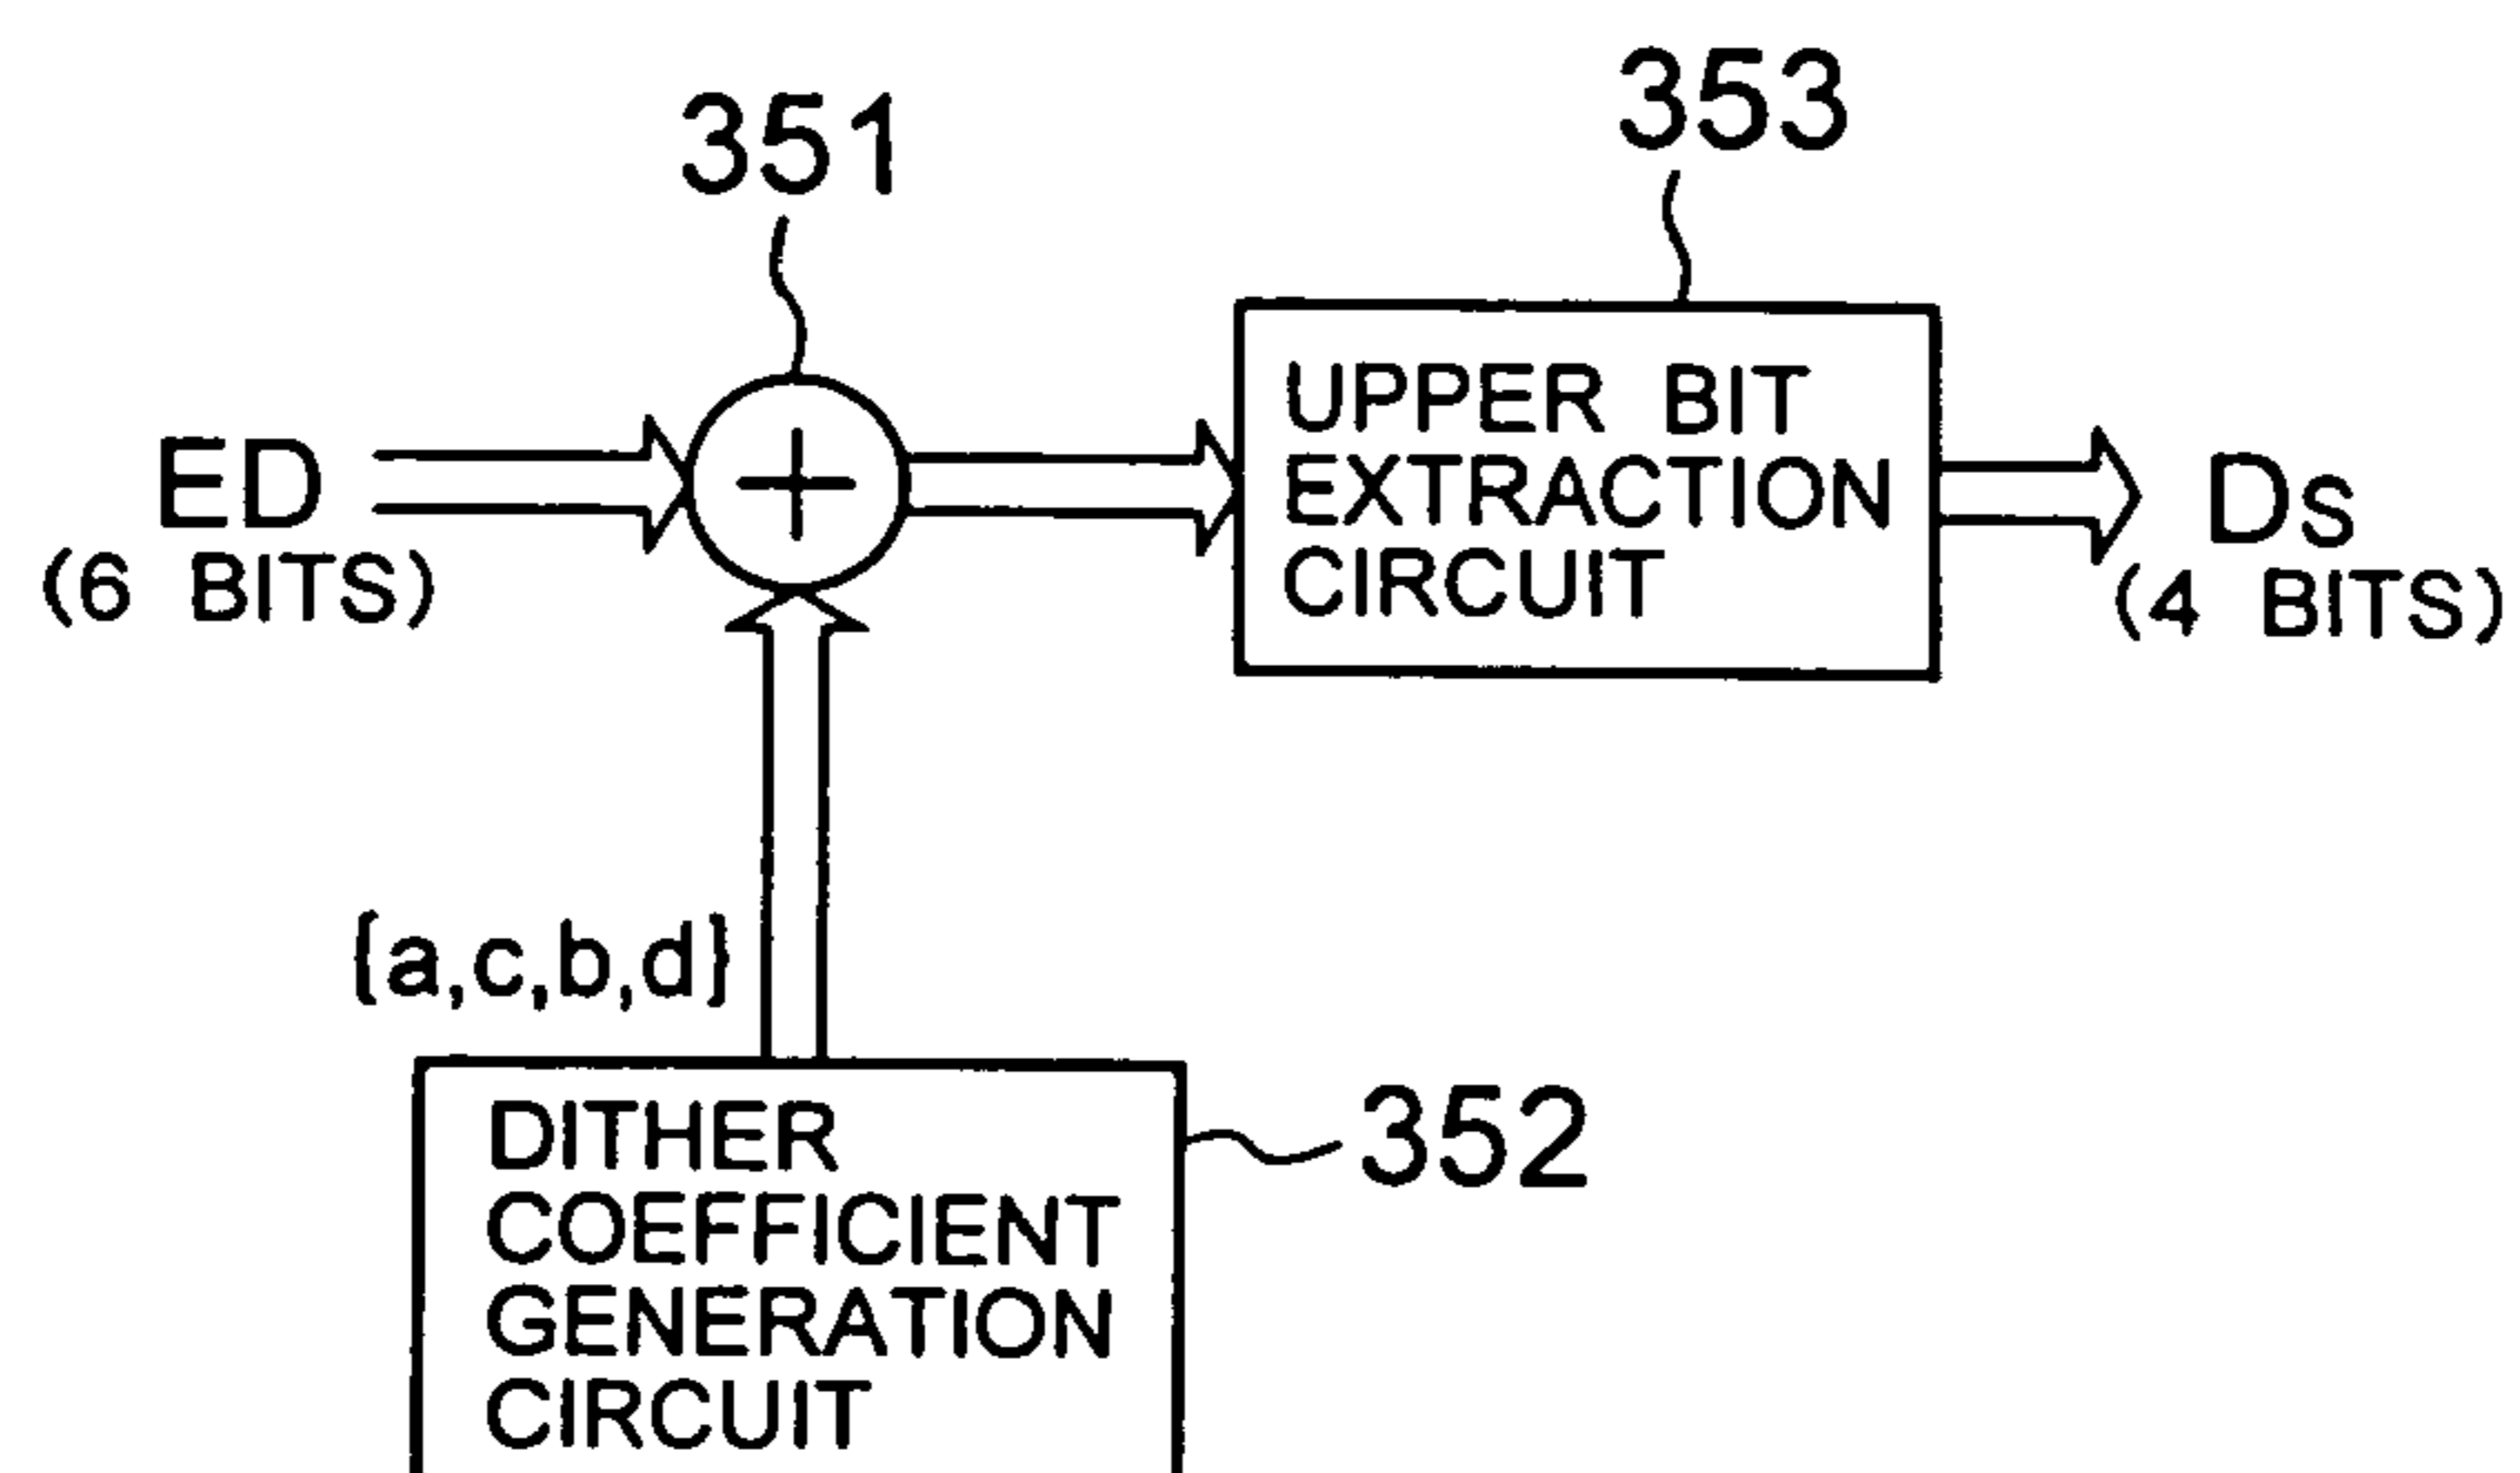 351
353
ED
(6 BITS)
UPPER BIT
EXTRACTION
CIRCUIT
Ds
(4 BITS)
{a,c,b,d}
DITHER
COEFFICIENT
GENERATION
CIRCUIT
352